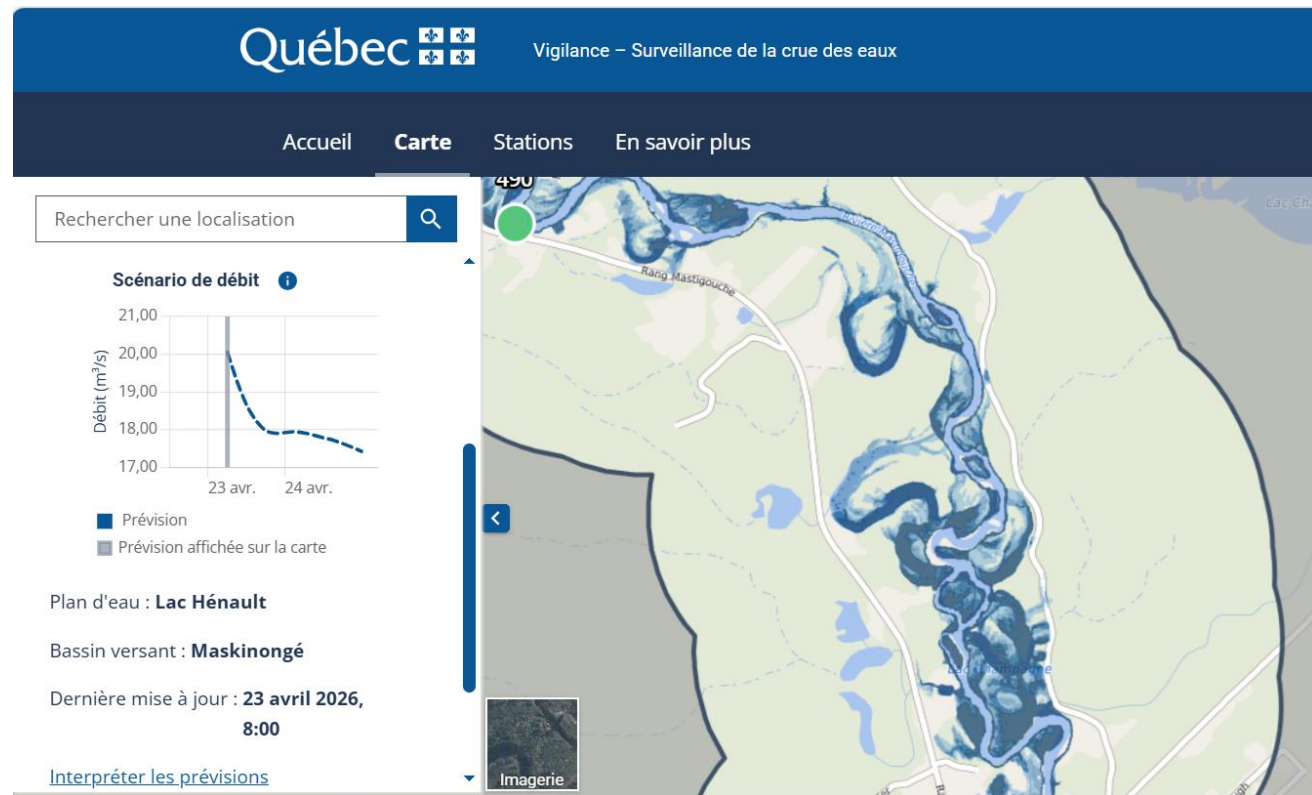 Québec
Vigilance – Surveillance de la crue des eaux
Accueil
Carte
Stations
En savoir plus
Rechercher une localisation
Scénario de débit
i
21,00
20,00
19,00
18,00
17,00
Débit (m³/s)
23 avr.
24 avr.
Prévision
Prévision affichée sur la carte
Plan d'eau : Lac Hénault
Bassin versant : Maskinongé
Dernière mise à jour : 23 avril 2026,
8:00
Interpréter les prévisions
490
Rang Mastigouche
Imagerie